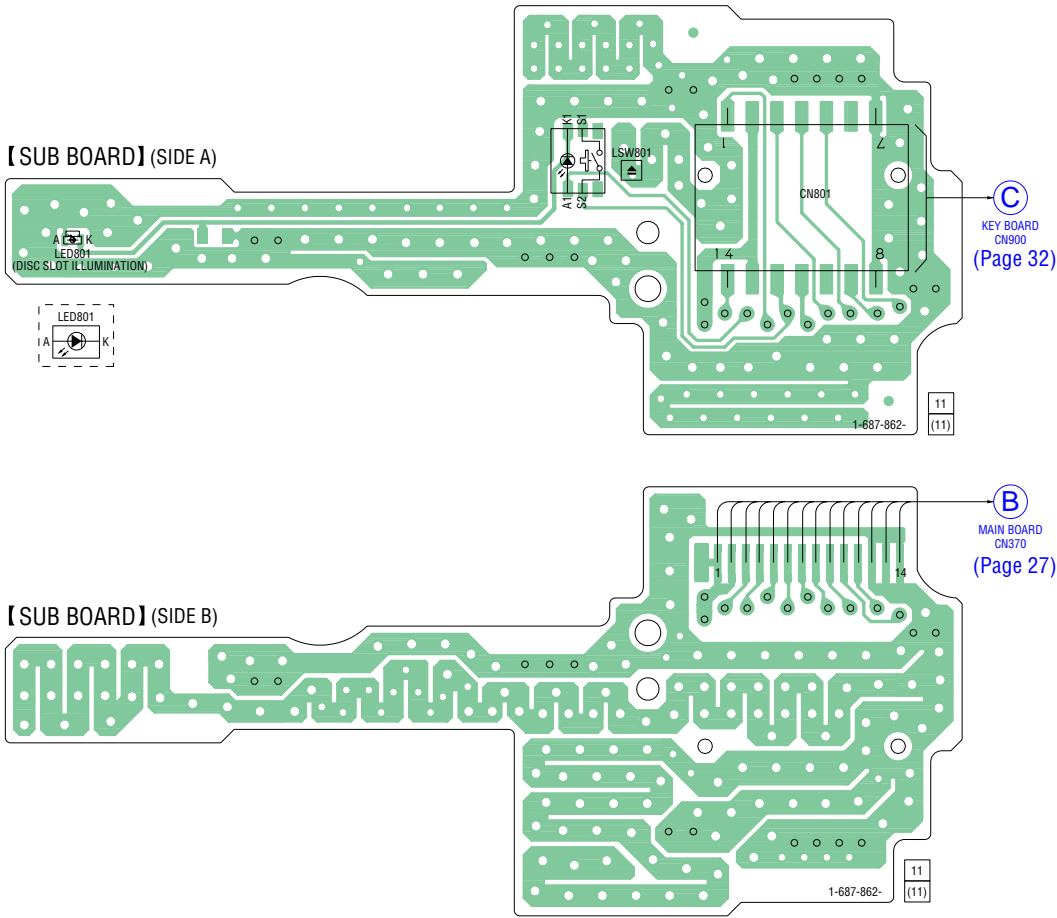 【SUB BOARD】(SIDE A)
K1
S1
A1
S2
LSW801
1
7
CN801
14
8
C
KEY BOARD
CN900
(Page 32)
A
K
LED801
(DISC SLOT ILLUMINATION)
LED801
A
K
11
1-687-862-
(11)
B
MAIN BOARD
CN370
(Page 27)
1
14
【SUB BOARD】(SIDE B)
11
1-687-862-
(11)